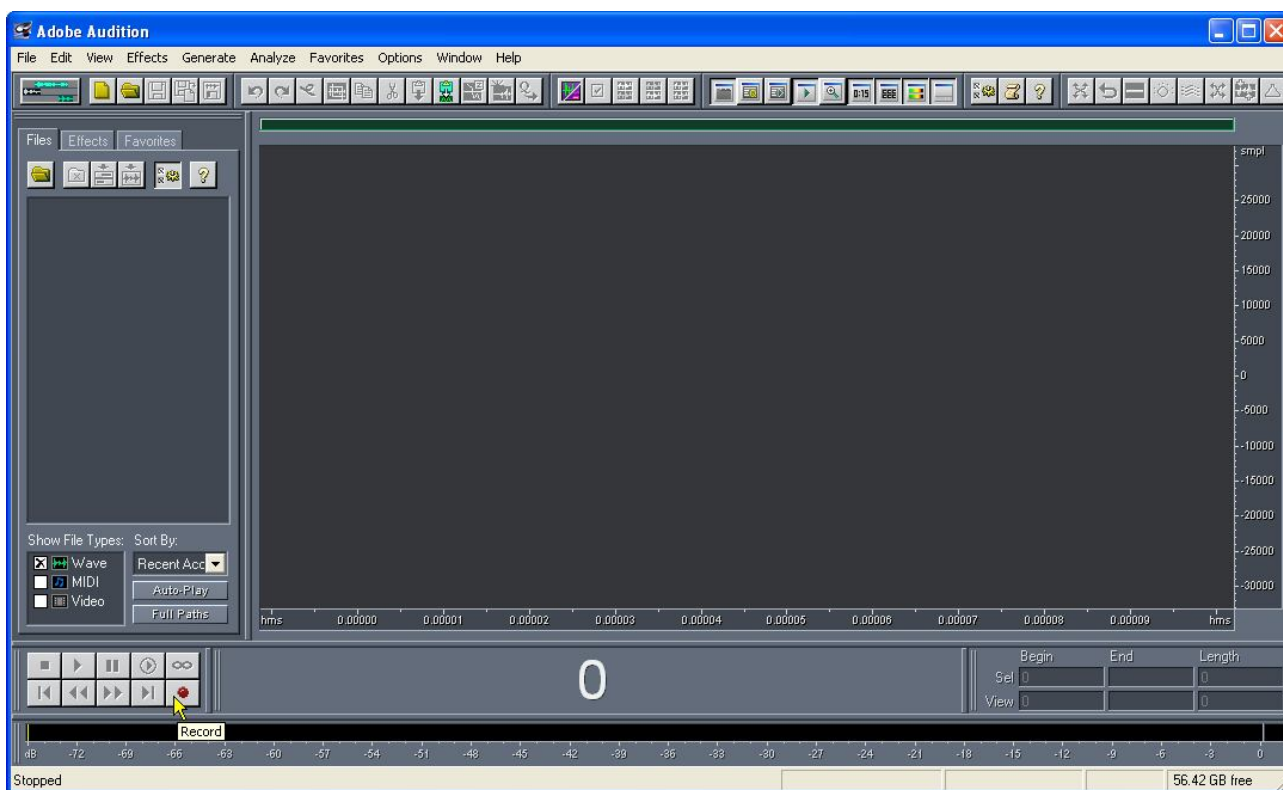 Adobe Audition
File Edit View Effects Generate Analyze Favorites Options Window Help
Files Effects Favorites
smpl
25000
20000
15000
10000
5000
0
-5000
-10000
-15000
-20000
-25000
-30000
Show File Types: Sort By:
Wave Recent Acc
MIDI Auto-Play
Video Full Paths
hms 0.00000 0.00001 0.00002 0.00003 0.00004 0.00005 0.00006 0.00007 0.00008 0.00009 hms
0
Begin End Length
Sel 0 0
View 0 0
Record
dB -72 -69 -66 -63 -60 -57 -54 -51 -48 -45 -42 -39 -36 -33 -30 -27 -24 -21 -18 -15 -12 -9 -6 -3 0
Stopped 56.42 GB free